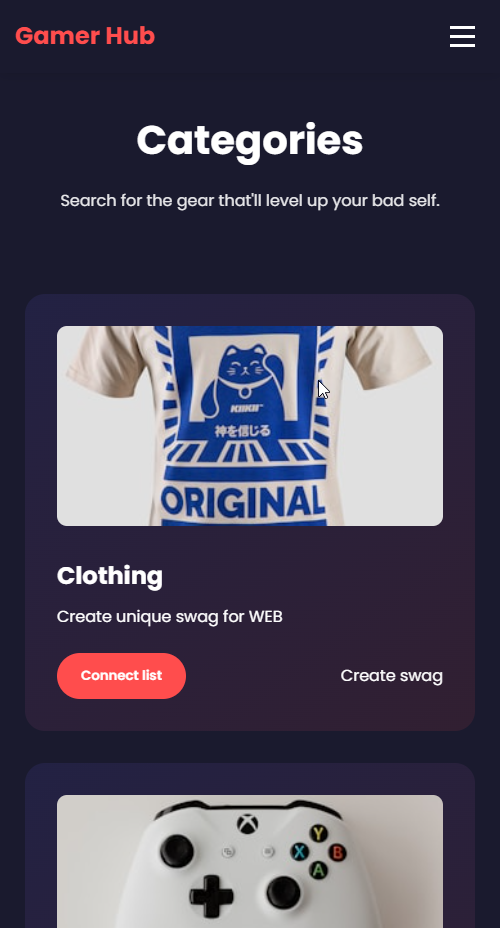 Gamer Hub
Categories
Search for the gear that'll level up your bad self.
神を信じる
ORIGINAL
Clothing
Create unique swag for WEB
Connect list
Create swag
Y
X
B
A